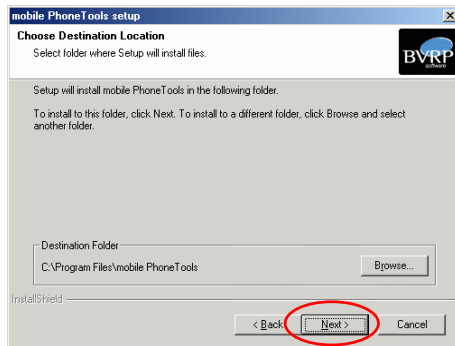 mobile PhoneTools setup
Choose Destination Location
Select folder where Setup will install files.
BVRP
software
Setup will install mobile PhoneTools in the following folder.
To install to this folder, click Next. To install to a different folder, click Browse and select
another folder.
Destination Folder
C:\Program Files\mobile PhoneTools
Browse...
InstallShield
< Back
Next >
Cancel